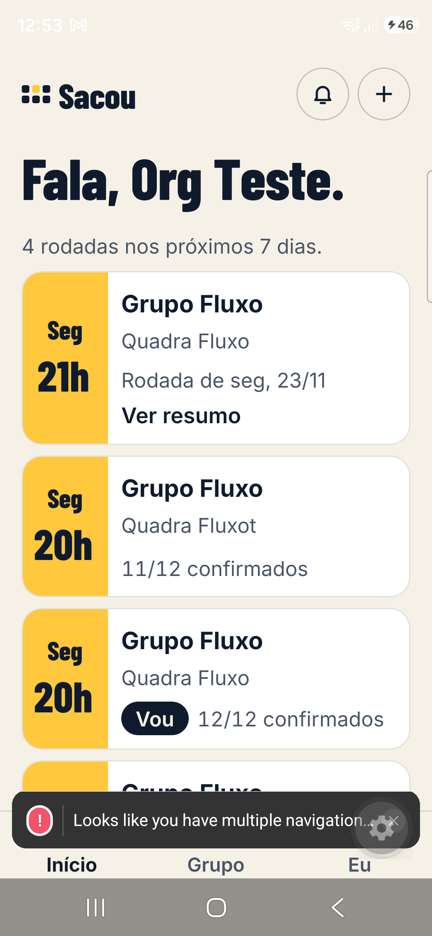 12:53
46
Sacou
Fala, Org Teste.
4 rodadas nos próximos 7 dias.
Seg
21h
Grupo Fluxo
Quadra Fluxo
Rodada de seg, 23/11
Ver resumo
Seg
20h
Grupo Fluxo
Quadra Fluxot
11/12 confirmados
Seg
20h
Grupo Fluxo
Quadra Fluxo
Vou 12/12 confirmados
Grupo Fluxo
Looks like you have multiple navigation...
Início Grupo Eu